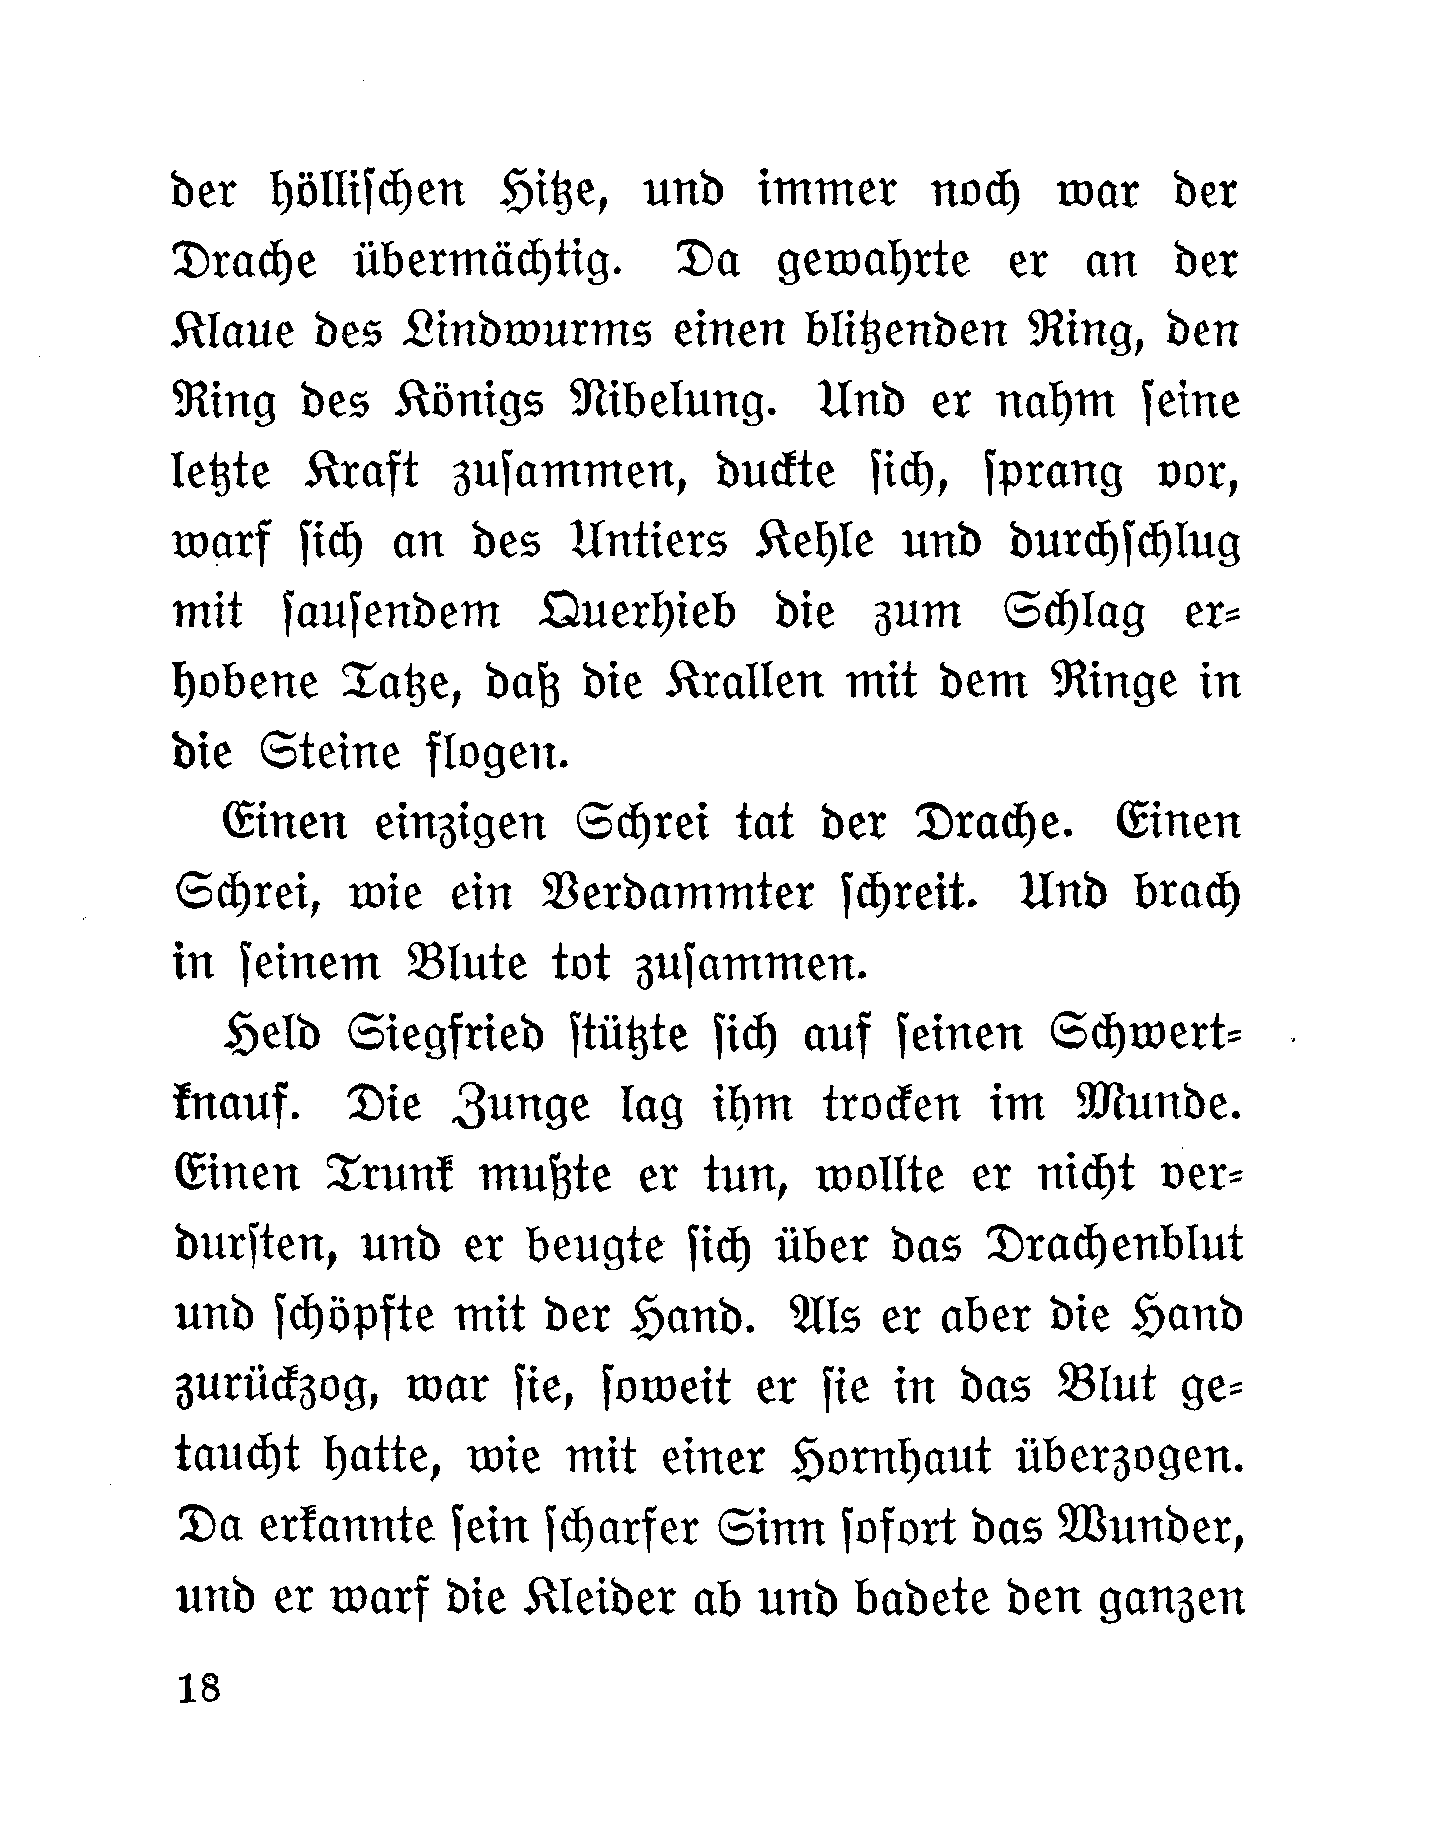 der hölliſchen Hitze, und immer noch war der
Drache übermächtig. Da gewahrte er an der
Klaue des Lindwurms einen blitzenden Ring, den
Ring des Königs Nibelung. Und er nahm ſeine
letzte Kraft zuſammen, duckte ſich, ſprang vor,
warf ſich an des Untiers Kehle und durchſchlug
mit ſauſendem Querhieb die zum Schlag er⸗
hobene Tatze, daß die Krallen mit dem Ringe in
die Steine flogen.
Einen einzigen Schrei tat der Drache. Einen
Schrei, wie ein Verdammter ſchreit. Und brach
in ſeinem Blute tot zuſammen.
Held Siegfried ſtützte ſich auf ſeinen Schwert⸗
knauf. Die Zunge lag ihm trocken im Munde.
Einen Trunk mußte er tun, wollte er nicht ver⸗
durſten, und er beugte ſich über das Drachenblut
und ſchöpfte mit der Hand. Als er aber die Hand
zurückzog, war ſie, ſoweit er ſie in das Blut ge⸗
taucht hatte, wie mit einer Hornhaut überzogen.
Da erkannte ſein ſcharfer Sinn ſofort das Wunder,
und er warf die Kleider ab und badete den ganzen
18